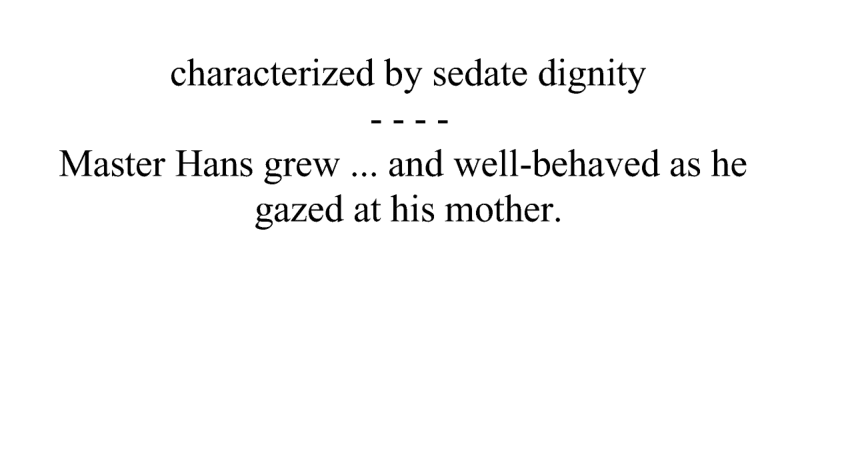 characterized by sedate dignity
- - - -
Master Hans grew ... and well-behaved as he
gazed at his mother.